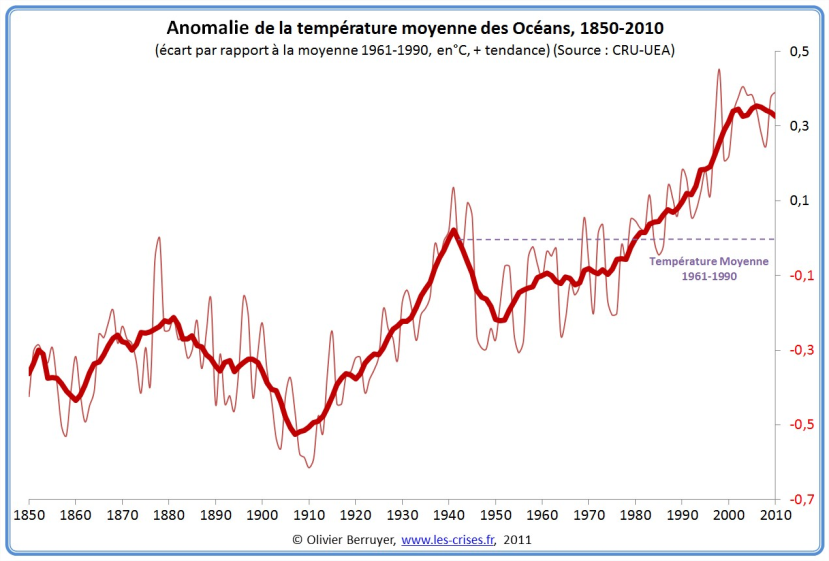 Anomalie de la température moyenne des Océans, 1850-2010
(écart par rapport à la moyenne 1961-1990, en°C, + tendance) (Source : CRU-UEA)
0,5
0,3
0,1
-0,1
-0,3
-0,5
-0,7
Température Moyenne
1961-1990
1850 1860 1870 1880 1890 1900 1910 1920 1930 1940 1950 1960 1970 1980 1990 2000 2010
© Olivier Berruyer, www.les-crises.fr, 2011